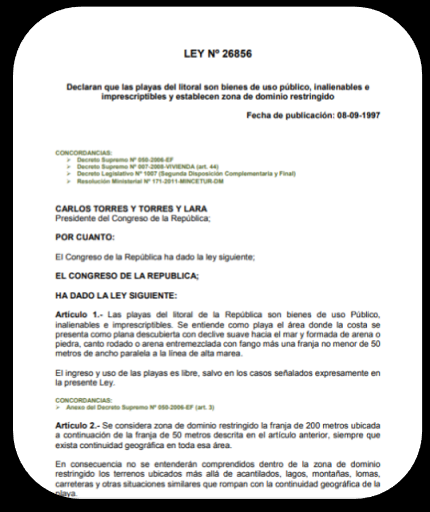 LEY Nº 26856
Declaran que las playas del litoral son bienes de uso público, inalienables e
imprescriptibles y establecen zona de dominio restringido
Fecha de publicación: 08-09-1997
CONCORDANCIAS:
➢ Decreto Supremo Nº 050-2006-EF
➢ Decreto Supremo Nº 007-2008-VIVIENDA (art. 44)
➢ Decreto Legislativo Nº 1007 (Segunda Disposición Complementaria y Final)
➢ Resolución Ministerial Nº 171-2011-MINCETUR-DM
CARLOS TORRES Y TORRES Y LARA
Presidente del Congreso de la República;
POR CUANTO:
El Congreso de la República ha dado la ley siguiente;
EL CONGRESO DE LA REPUBLICA;
HA DADO LA LEY SIGUIENTE:
Artículo 1.- Las playas del litoral de la República son bienes de uso Público,
inalienables e imprescriptibles. Se entiende como playa el área donde la costa se
presenta como plana descubierta con declive suave hacia el mar y formada de arena o
piedra, canto rodado o arena entremezclada con fango más una franja no menor de 50
metros de ancho paralela a la línea de alta marea.
El ingreso y uso de las playas es libre, salvo en los casos señalados expresamente en
la presente Ley.
CONCORDANCIAS:
➢ Anexo del Decreto Supremo Nº 050-2006-EF (art. 3)
Artículo 2.- Se considera zona de dominio restringido la franja de 200 metros ubicada
a continuación de la franja de 50 metros descrita en el artículo anterior, siempre que
exista continuidad geográfica en toda esa área.
En consecuencia no se entenderán comprendidos dentro de la zona de dominio
restringido los terrenos ubicados más allá de acantilados, lagos, montañas, lomas,
carreteras y otras situaciones similares que rompan con la continuidad geográfica de la
playa.